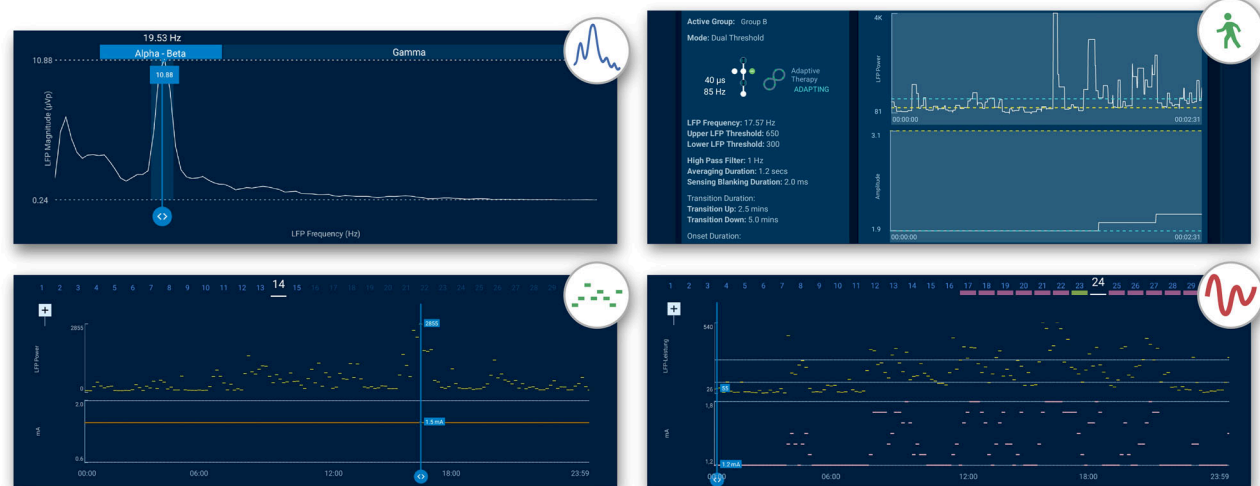 19.53 Hz
Alpha - Beta
Gamma
10.88
10.88
LFP Magnitude (μVp)
0.24
LFP Frequency (Hz)
Active Group: Group B
Mode: Dual Threshold
40 μs
85 Hz
Adaptive
Therapy
ADAPTING
LFP Frequency: 17.57 Hz
Upper LFP Threshold: 650
Lower LFP Threshold: 300
High Pass Filter: 1 Hz
Averaging Duration: 1.2 secs
Sensing Blanking Duration: 2.0 ms
Transition Duration:
Transition Up: 2.5 mins
Transition Down: 5.0 mins
Onset Duration:
4K
LFP Power
81
00:00:00 00:02:31
3.1
Amplitude
1.9
00:00:00 00:02:31
1 2 3 4 5 6 7 8 9 10 11 12 13 14 15 16 17 18 19 20 21 22 23 24 25 26 27 28 29
+
2855
2855
LFP Power
0
2.0
mA
1.5 mA
0.6
00:00 06:00 12:00 18:00 23:59
1 2 3 4 5 6 7 8 9 10 11 12 13 14 15 16 17 18 19 20 21 22 23 24 25 26 27 28 29
+
540
LFP-Leistung
26
55
1,8
mA
1.2
1.2 mA
06:00 12:00 18:00 23:59